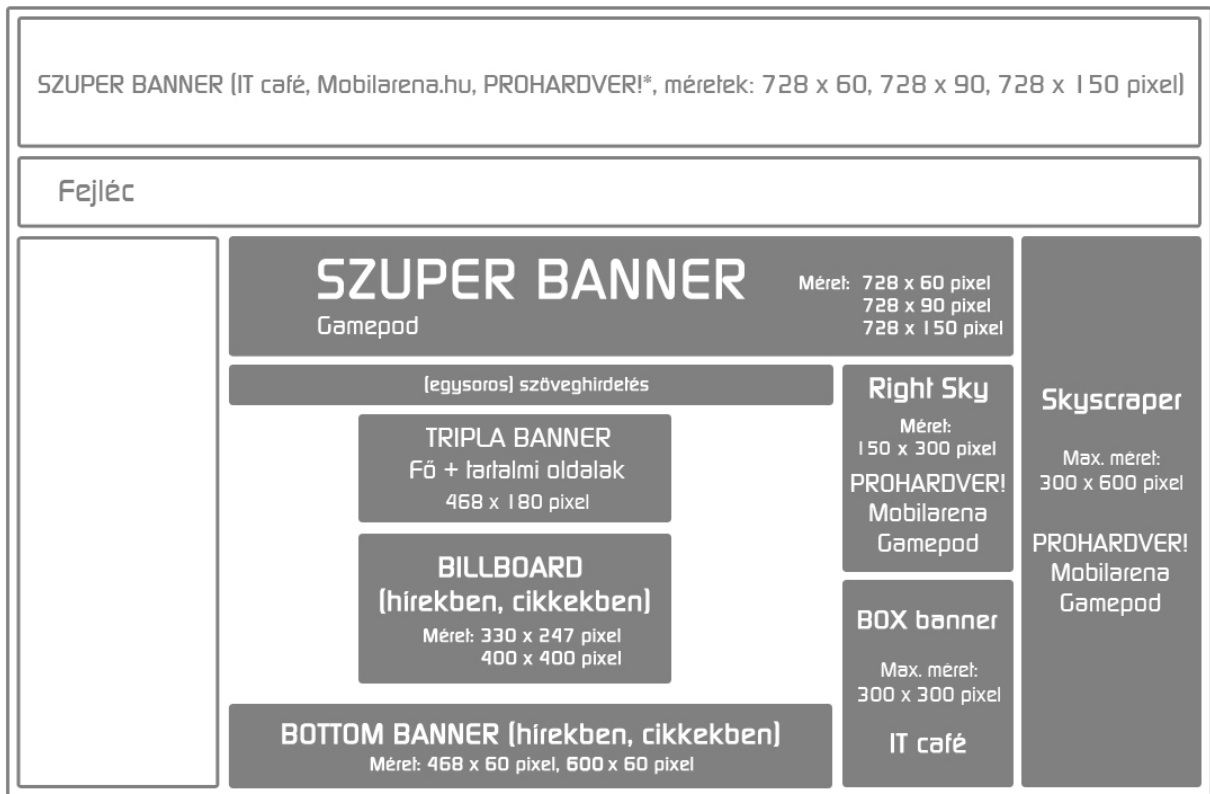 SZUPER BANNER (IT café, Mobilarena.hu, PROHARDVER!*, méretek: 728 x 60, 728 x 90, 728 x 150 pixel)
Fejléc
SZUPER BANNER
Gamepod
Méret: 728 x 60 pixel
728 x 90 pixel
728 x 150 pixel
(egysoros) szöveghirdetés
TRIPLA BANNER
Fő + tartalmi oldalak
468 x 180 pixel
BILLBOARD
(hírekben, cikkekben)
Méret: 330 x 247 pixel
400 x 400 pixel
BOTTOM BANNER (hírekben, cikkekben)
Méret: 468 x 60 pixel, 600 x 60 pixel
Right Sky
Méret:
150 x 300 pixel
PROHARDVER!
Mobilarena
Gamepod
BOX banner
Max. méret:
300 x 300 pixel
IT café
Skyscraper
Max. méret:
300 x 600 pixel
PROHARDVER!
Mobilarena
Gamepod